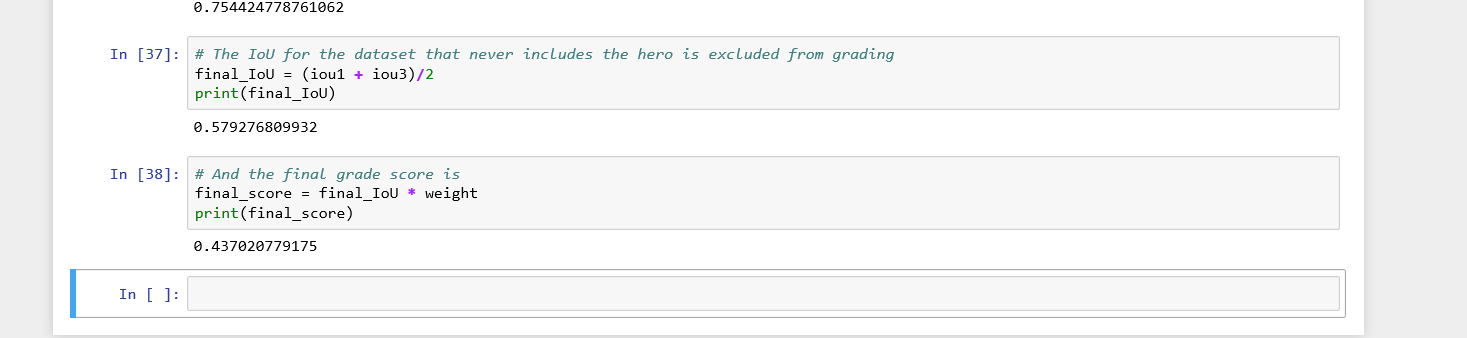 0.754424778761062
In [37]: # The IoU for the dataset that never includes the hero is excluded from grading
final_IoU = (iou1 + iou3)/2
print(final_IoU)
0.579276809932
In [38]: # And the final grade score is
final_score = final_IoU * weight
print(final_score)
0.437020779175
In [ ]: